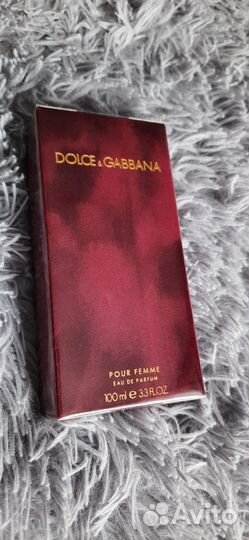 DOLCE & GABBANA
POUR FEMME
EAU DE PARFUM
100 ml ℮ 3.3 FL.OZ.
Avito